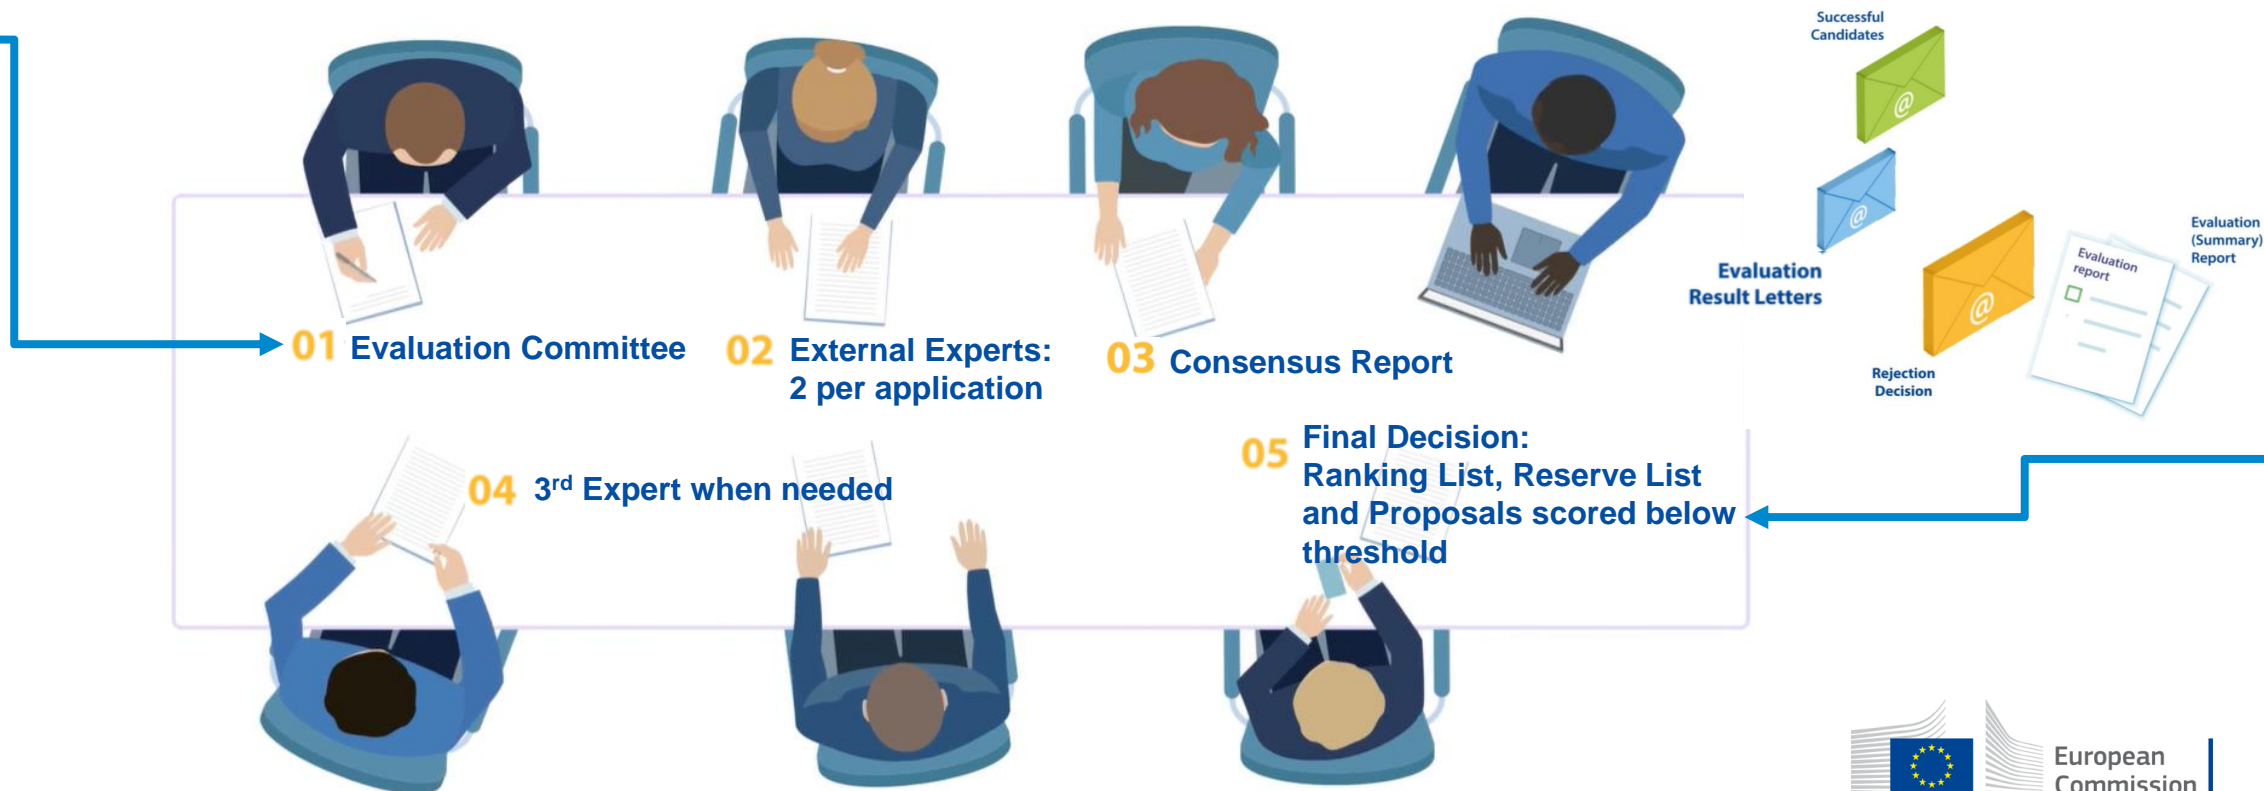 Successful
Candidates
@
@
Evaluation
Result Letters
@
Rejection
Decision
Evaluation
report
Evaluation
(Summary)
Report
01 Evaluation Committee
02 External Experts:
2 per application
03 Consensus Report
04 3rd Expert when needed
05 Final Decision:
Ranking List, Reserve List
and Proposals scored below
threshold
European
Commission